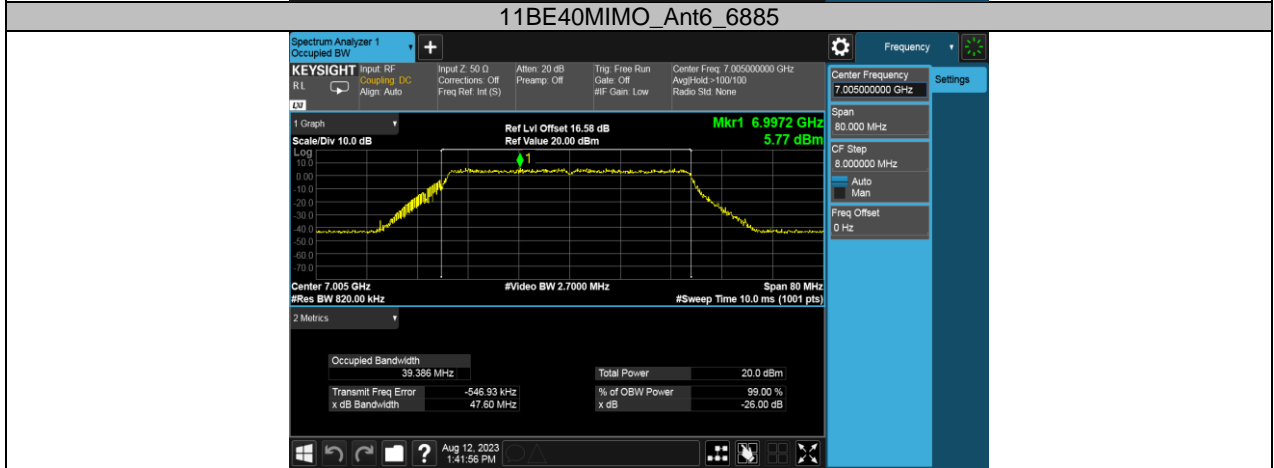 11BE40MIMO_Ant6_6885
Spectrum Analyzer 1
Occupied BW
+
Frequency
KEYSIGHT
RL
LXI
Input: RF
Coupling: DC
Align: Auto
Input Z: 50 Ω
Corrections: Off
Freq Ref: Int (S)
Atten: 20 dB
Preamp: Off
Trig: Free Run
Gate: Off
#IF Gain: Low
Center Freq: 7.005000000 GHz
Avg|Hold:>100/100
Radio Std: None
Center Frequency
7.005000000 GHz
Settings
Span
80.000 MHz
CF Step
8.000000 MHz
Auto
Man
Freq Offset
0 Hz
1 Graph
Scale/Div 10.0 dB
Ref Lvl Offset 16.58 dB
Ref Value 20.00 dBm
Mkr1 6.9972 GHz
5.77 dBm
Log
10.0
0.00
-10.0
-20.0
-30.0
-40.0
-50.0
-60.0
-70.0
1
Center 7.005 GHz
#Res BW 820.00 kHz
#Video BW 2.7000 MHz
Span 80 MHz
#Sweep Time 10.0 ms (1001 pts)
2 Metrics
Occupied Bandwidth
39.386 MHz
Total Power 20.0 dBm
Transmit Freq Error -546.93 kHz
% of OBW Power 99.00 %
x dB Bandwidth 47.60 MHz
x dB -26.00 dB
?
Aug 12, 2023
1:41:56 PM